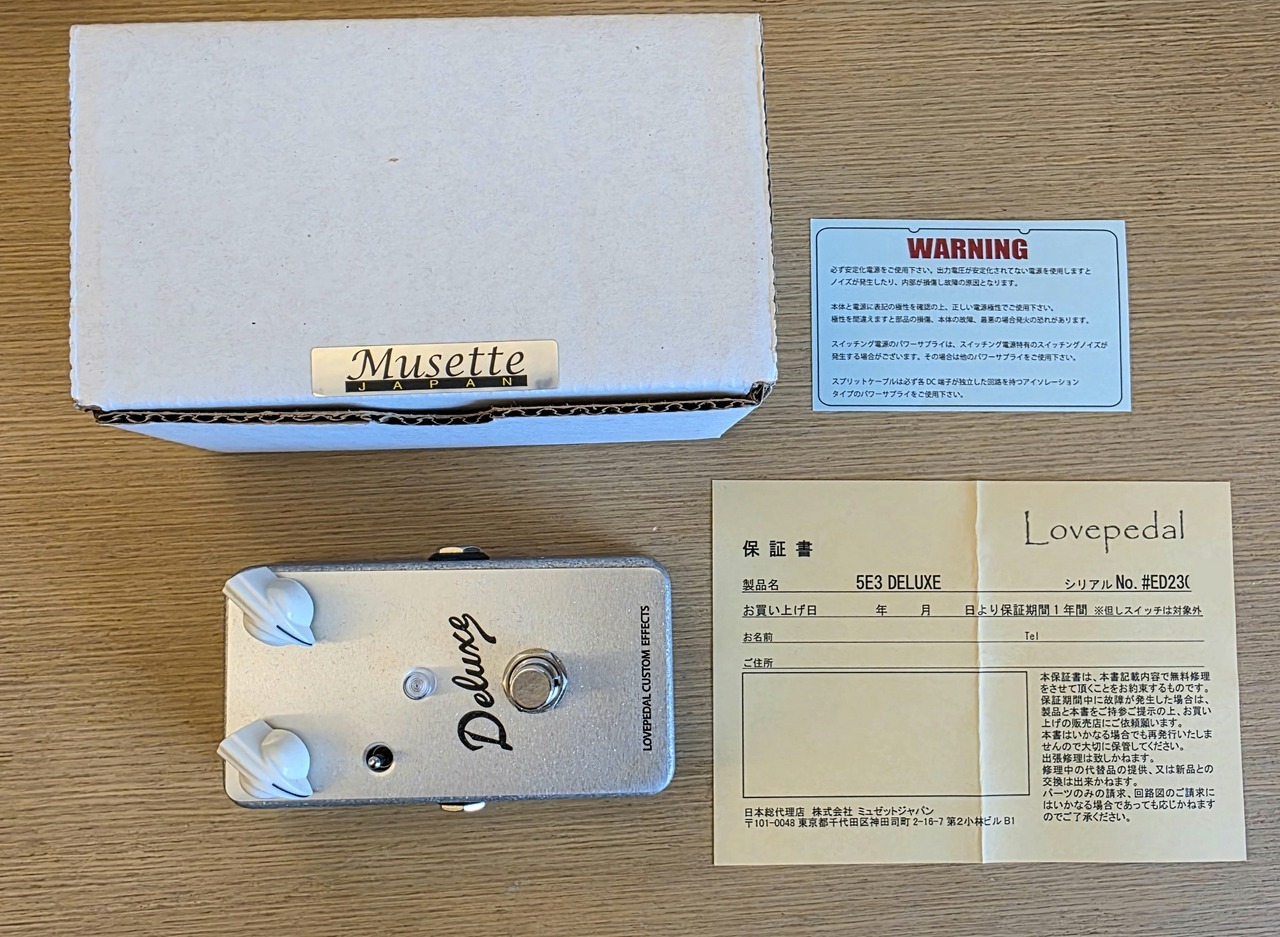 Musette
JAPAN
WARNING
必ず安定化電源をご使用下さい。出力電圧が安定化されてない電源を使用しますと
ノイズが発生したり、内部が損傷し故障の原因となります。
本体と電源に表記の極性を確認の上、正しい電源極性でご使用下さい。
極性を間違えますと部品の損傷、本体の故障、最悪の場合発火の恐れがあります。
スイッチング電源のパワーサプライは、スイッチング電源特有のスイッチングノイズが
発生する場合がございます。その場合は他のパワーサプライをご使用下さい。
スプリットケーブルは必ず各DC端子が独立した回路を持つアイソレーション
タイプのパワーサプライをご使用下さい。
Deluxe
LOVEPEDAL CUSTOM EFFECTS
Lovepedal
保証書
製品名 5E3 DELUXE シリアルNo. #ED23(
お買い上げ日 年 月 日より保証期間1年間 ※但しスイッチは対象外
お名前 Tel
ご住所
本保証書は、本書記載内容で無料修理
をさせて頂くことをお約束するものです。
保証期間中に故障が発生した場合は、
製品と本書をご持参ご提示の上、お買い
上げの販売店にご依頼願います。
本書はいかなる場合でも再発行いたしま
せんので大切に保管してください。
出張修理は致しかねます。
修理中の代替品の提供、又は新品との
交換は出来かねます。
パーツのみの請求、回路図のご請求に
はいかなる場合であっても応じかねます
のでご了承ください。
日本総代理店 株式会社 ミュゼットジャパン
〒101-0048 東京都千代田区神田司町2-16-7 第2小林ビル B1